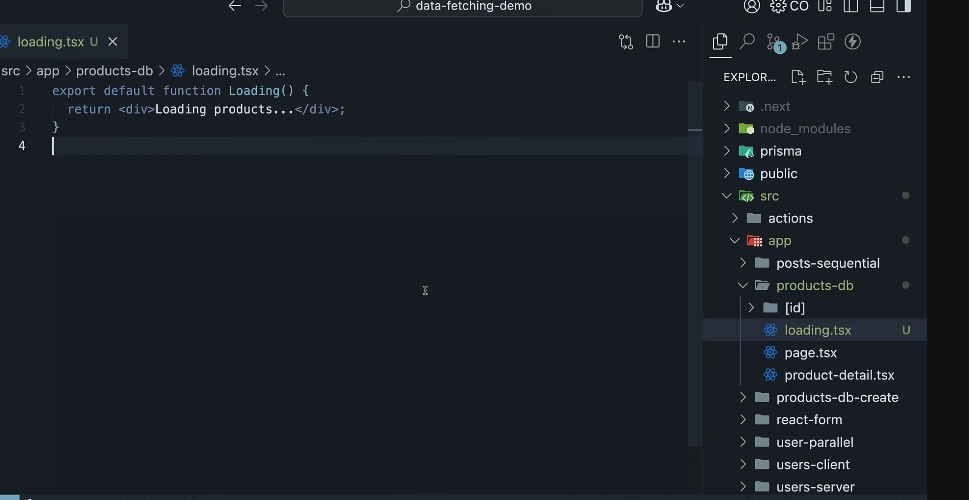 data-fetching-demo
CO
loading.tsx U
src > app > products-db > loading.tsx > ...
1 export default function Loading() {
2 return <div>Loading products...</div>;
3 }
4
1
EXPLOR...
.next
node_modules
prisma
public
src
actions
app
posts-sequential
products-db
[id]
loading.tsx U
page.tsx
product-detail.tsx
products-db-create
react-form
user-parallel
users-client
users-server